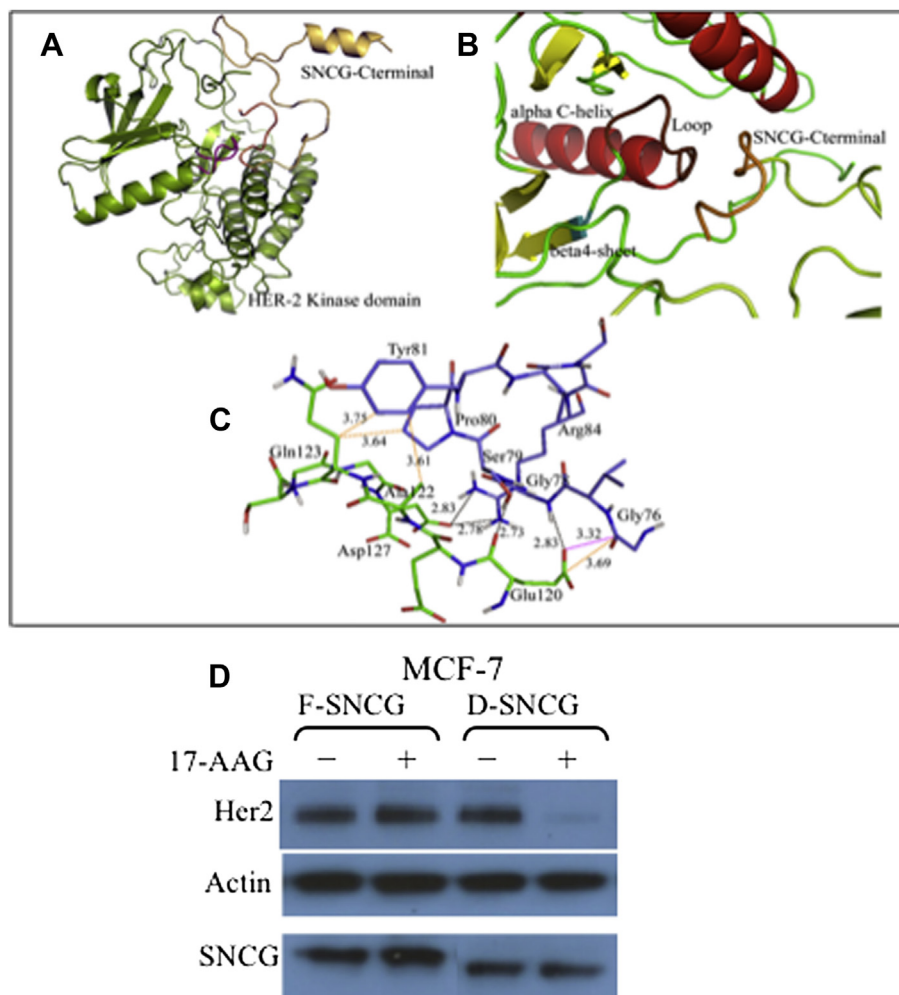 A
SNCG-Cterminal
HER-2 Kinase domain
B
alpha C-helix
Loop
SNCG-Cterminal
beta4-sheet
C
Tyr81
3.75
3.64
Pro80
Arg84
Gln123
3.61
Ser79
Ala122
2.83
Gly76
2.78
2.73
3.32
Asp127
2.83
3.69
Glu120
D
MCF-7
F-SNCG D-SNCG
17-AAG − + − +
Her2
Actin
SNCG